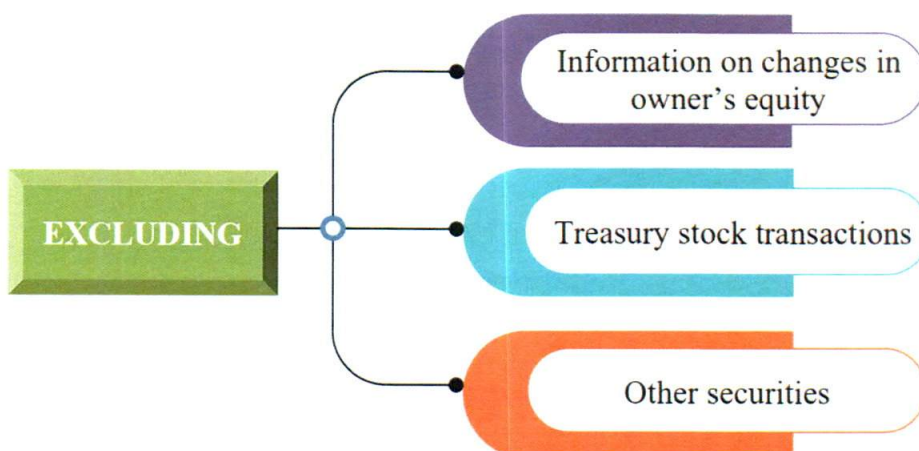 EXCLUDING
Information on changes in
owner's equity
Treasury stock transactions
Other securities